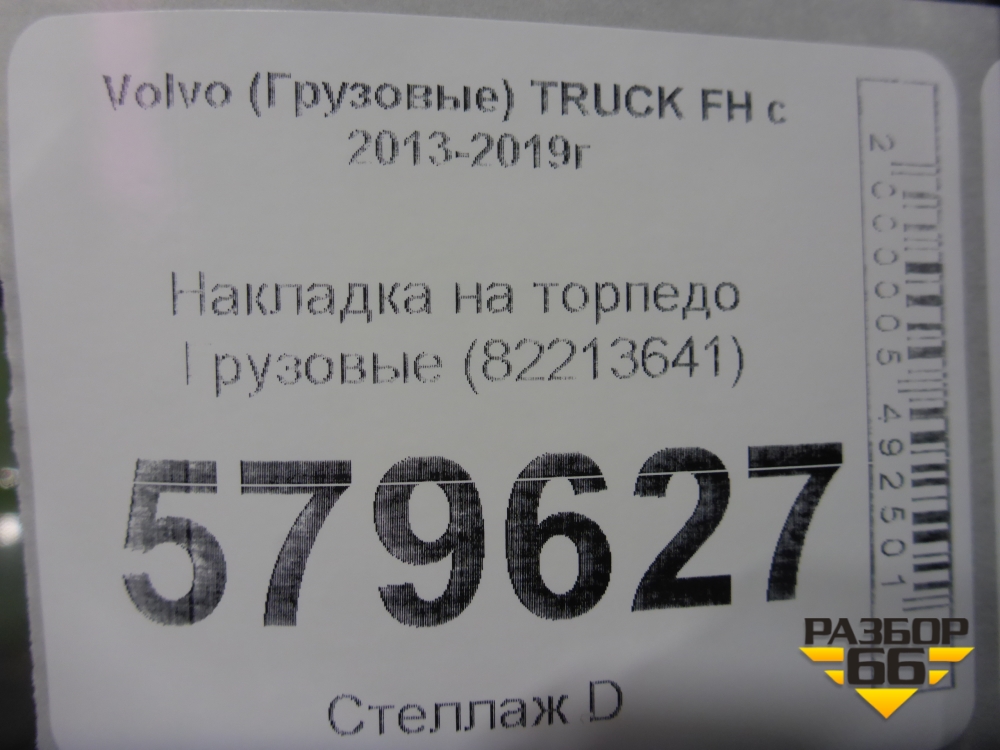 Volvo (Грузовые) TRUCK FH с
2013-2019г
Накладка на торпедо
Грузовые (82213641)
579627
Стеллаж D
2000005492501
РАЗБОР
66